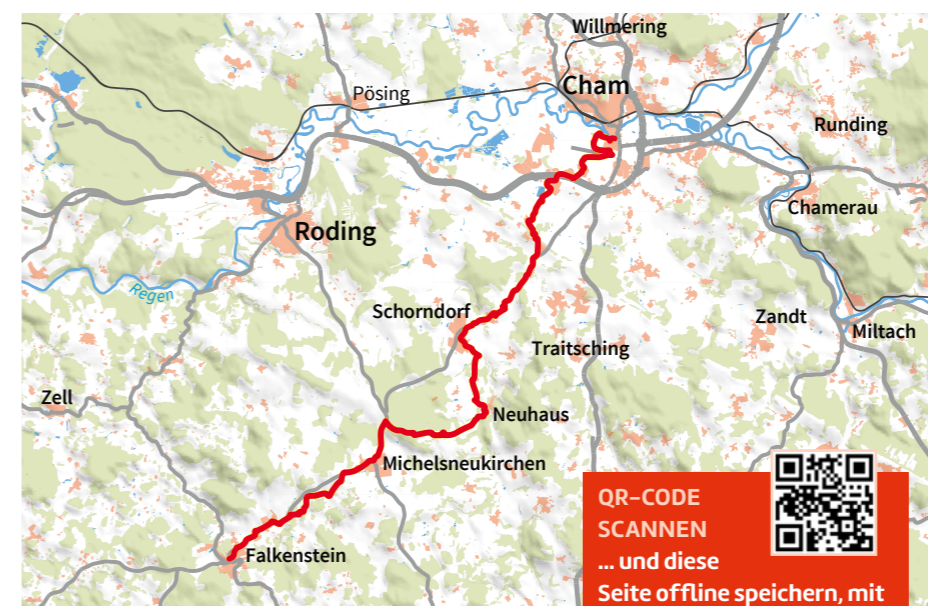 Willmering
Cham
Pösing
Runding
Chamerau
Roding
Regen
Schorndorf
Zandt
Miltach
Traitsching
Zell
Neuhaus
Michelsneukirchen
QR-CODE
SCANNEN
... und diese
Seite offline speichern, mit
Falkenstein